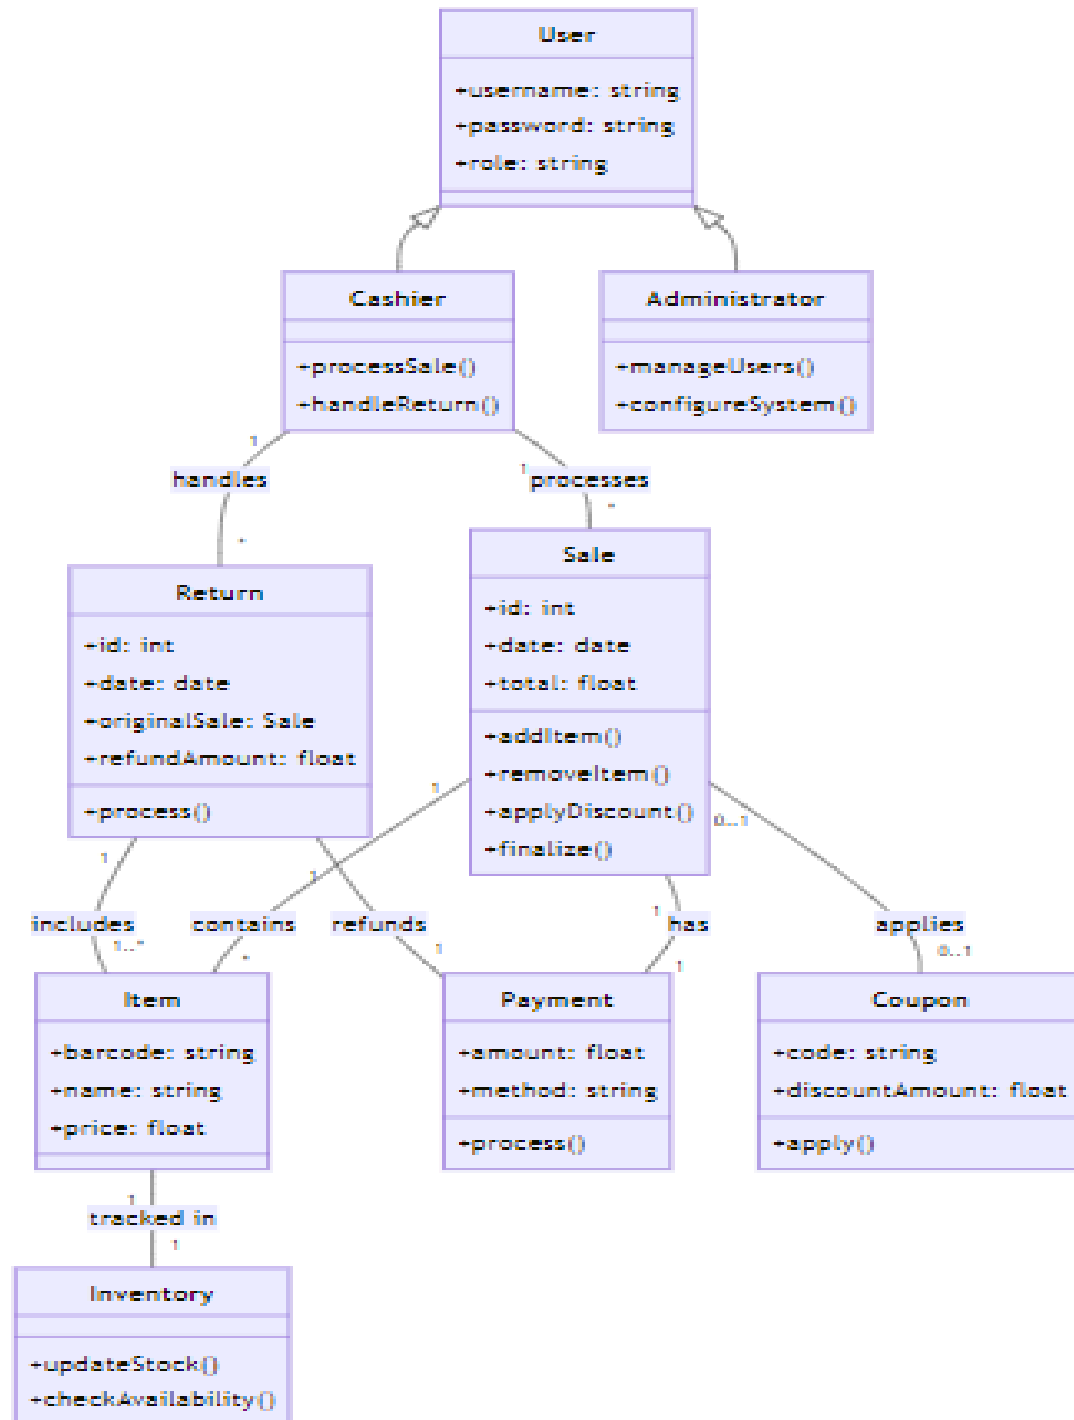 User
+username: string
+password: string
+role: string
Cashier
+processSale()
+handleReturn()
Administrator
+manageUsers()
+configureSystem()
1
handles
*
1
processes
*
Return
+id: int
+date: date
+originalSale: Sale
+refundAmount: float
+process()
Sale
+id: int
+date: date
+total: float
+addItem()
+removeItem()
+applyDiscount()
+finalize()
1
includes
1..*
1
contains
*
1
refunds
1
1
has
1
0..1
applies
0..1
Item
+barcode: string
+name: string
+price: float
Payment
+amount: float
+method: string
+process()
Coupon
+code: string
+discountAmount: float
+apply()
1
tracked in
1
Inventory
+updateStock()
+checkAvailability()